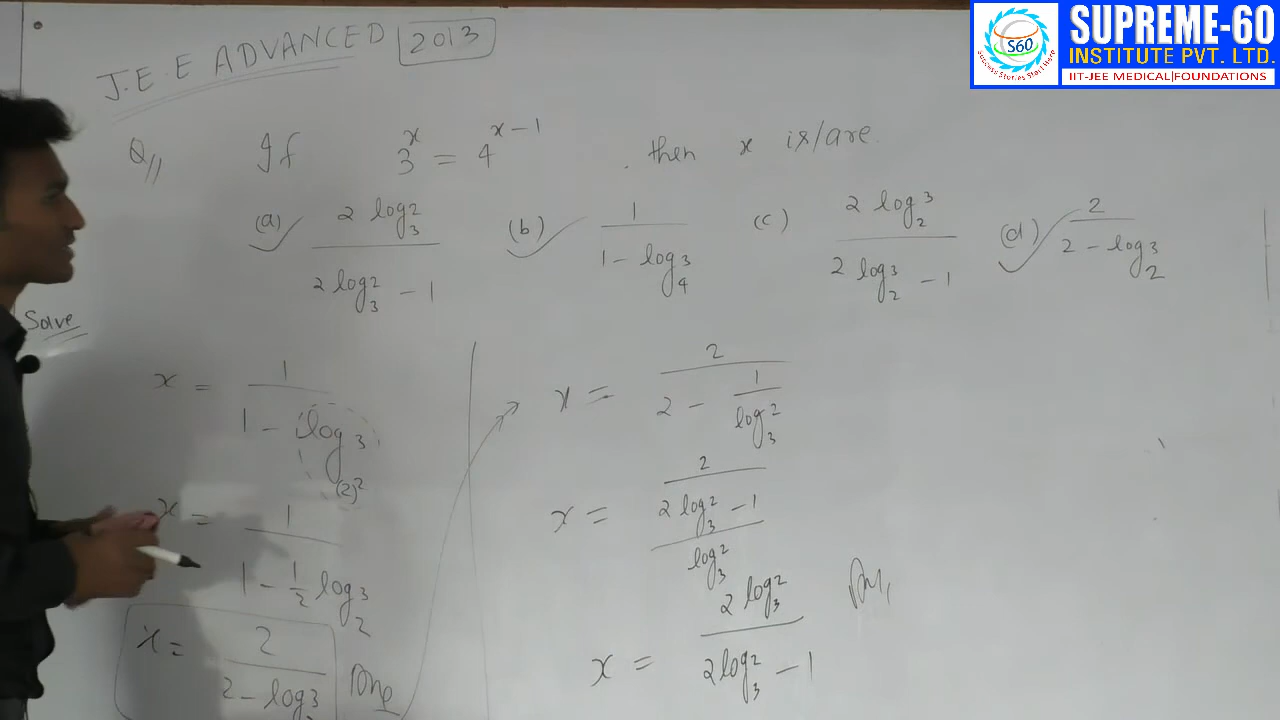 SUPREME-60
INSTITUTE PVT. LTD.
IIT-JEE MEDICAL|FOUNDATIONS
S60
J.E.E ADVANCED 2013
Q// If 3^x = 4^(x-1) . then x is/are.
(a) ✓ (2 log_3 2)/(2 log_3 2 - 1) (b) ✓ 1/(1 - log_4 3) (c) (2 log_2 3)/(2 log_2 3 - 1) (d) ✓ 2/(2 - log_2 3)
Solve
x = 1/(1 - log_(2)^2 3)
x = 1/(1 - 1/2 log_2 3)
x = 2/(2 - log_2 3) Ans
x = 2/(2 - 1/(log_3 2))
x = 2/((2 log_3 2 - 1)/(log_3 2))
x = (2 log_3 2)/(2 log_3 2 - 1)